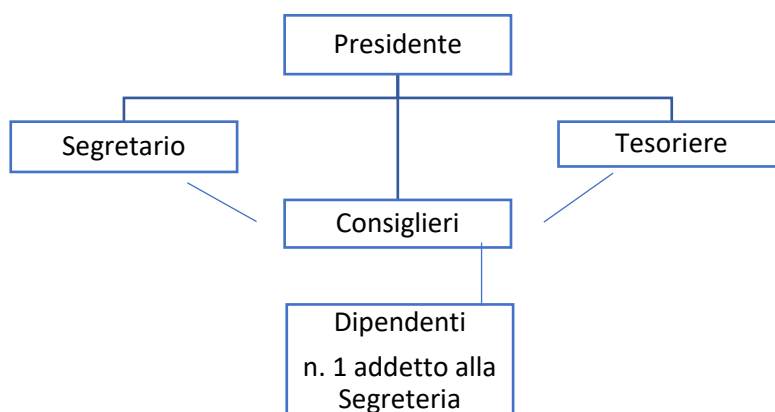 Presidente
Segretario
Tesoriere
Consiglieri
Dipendenti
n. 1 addetto alla
Segreteria